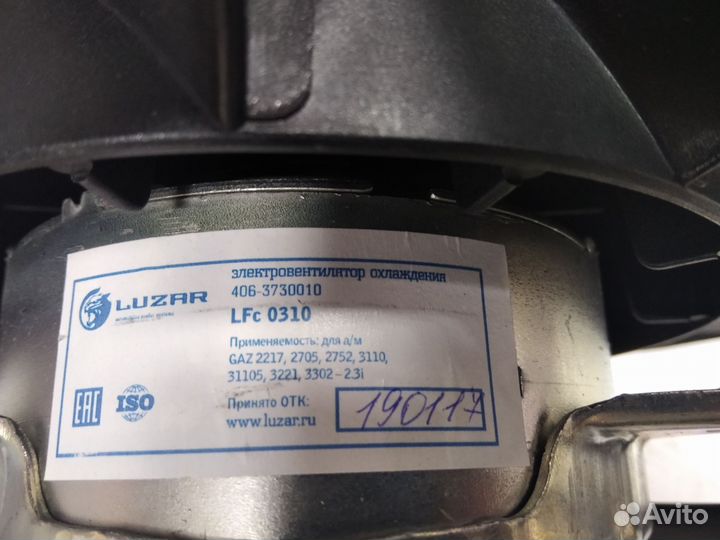 LUZAR
электровентилятор охлаждения
406-3730010
LFc 0310
Применяемость: для а/м
GAZ 2217, 2705, 2752, 3110,
31105, 3221, 3302 – 2.3i
EAC
ISO
Принято ОТК:
190117
www.luzar.ru
Avito